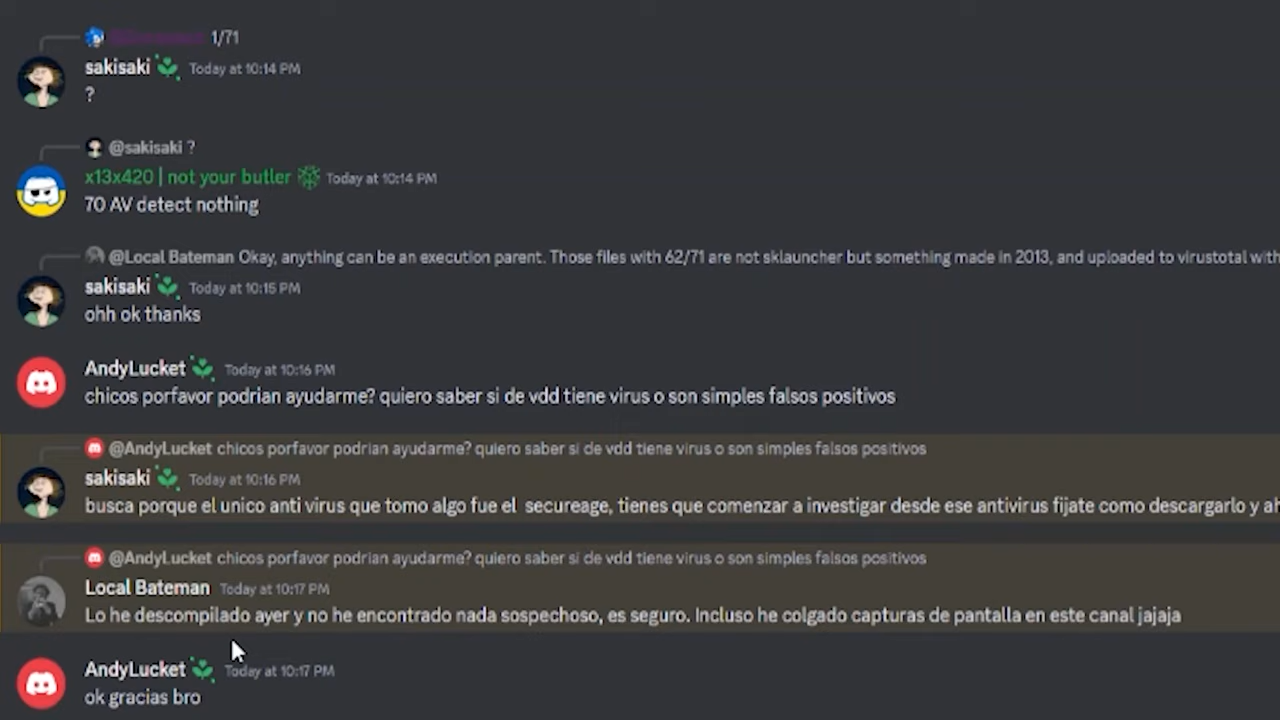 1/71
sakisaki Today at 10:14 PM
?
@sakisaki ?
x13x420 | not your butler Today at 10:14 PM
70 AV detect nothing
@Local Bateman Okay, anything can be an execution parent. Those files with 62/71 are not sklauncher but something made in 2013, and uploaded to virustotal with
sakisaki Today at 10:15 PM
ohh ok thanks
AndyLucket Today at 10:16 PM
chicos porfavor podrian ayudarme? quiero saber si de vdd tiene virus o son simples falsos positivos
@AndyLucket chicos porfavor podrian ayudarme? quiero saber si de vdd tiene virus o son simples falsos positivos
sakisaki Today at 10:16 PM
busca porque el unico anti virus que tomo algo fue el secureage, tienes que comenzar a investigar desde ese antivirus fijate como descargarlo y ah
@AndyLucket chicos porfavor podrian ayudarme? quiero saber si de vdd tiene virus o son simples falsos positivos
Local Bateman Today at 10:17 PM
Lo he descompilado ayer y no he encontrado nada sospechoso, es seguro. Incluso he colgado capturas de pantalla en este canal jajaja
AndyLucket Today at 10:17 PM
ok gracias bro